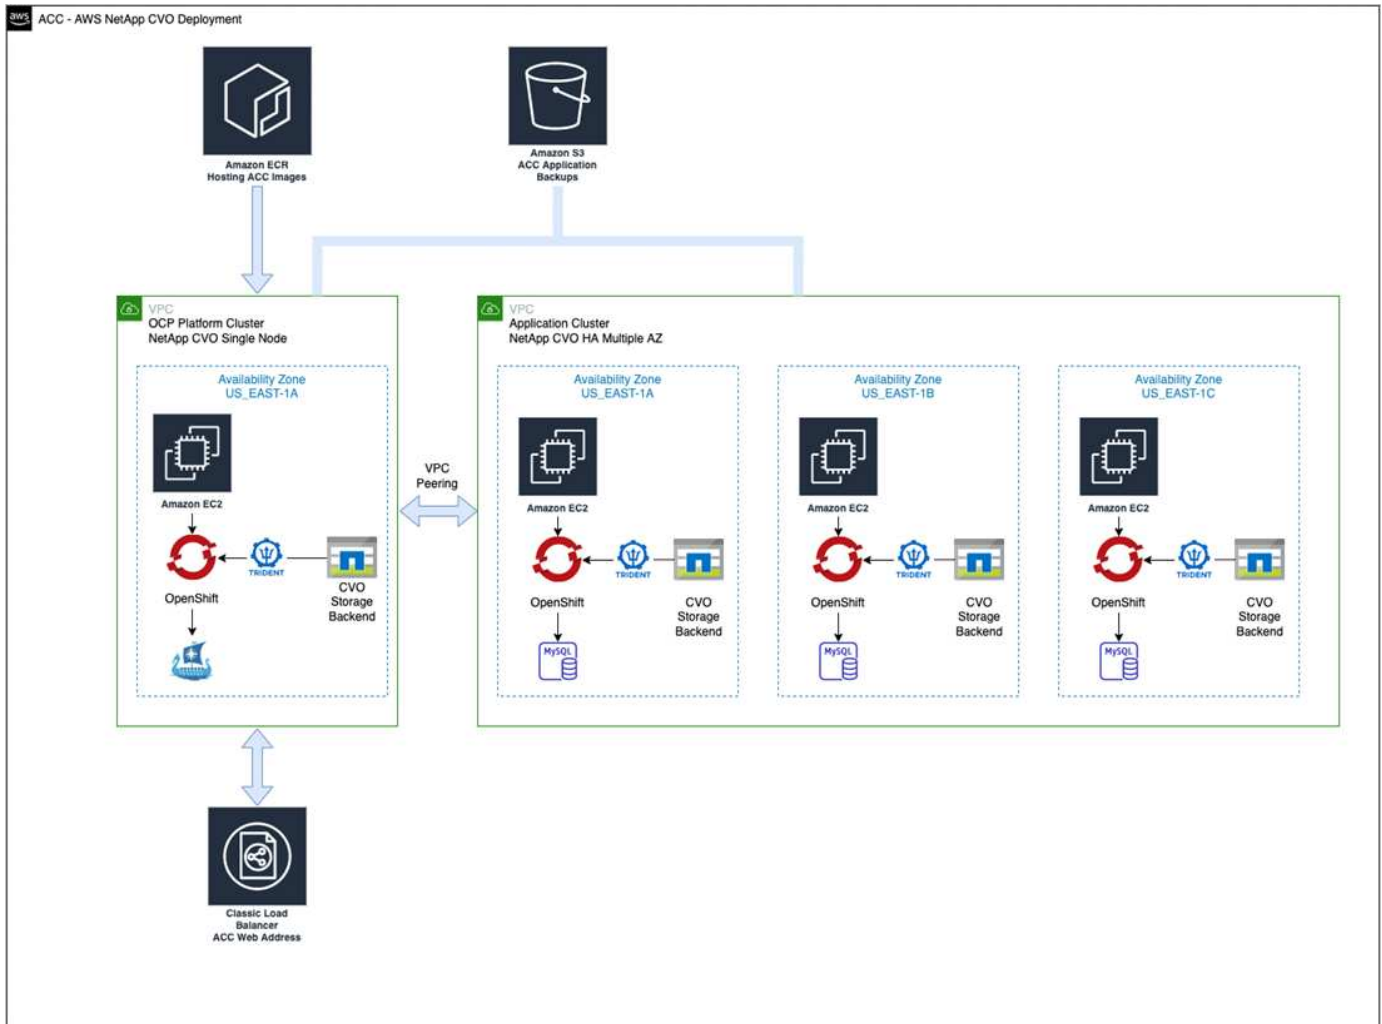 aws
ACC - AWS NetApp CVO Deployment
Amazon ECR
Hosting ACC Images
Amazon S3
ACC Application
Backups
VPC
OCP Platform Cluster
NetApp CVO Single Node
VPC
Application Cluster
NetApp CVO HA Multiple AZ
Availability Zone
US_EAST-1A
Amazon EC2
TRIDENT
OpenShift
CVO
Storage
Backend
VPC
Peering
Availability Zone
US_EAST-1A
Amazon EC2
TRIDENT
OpenShift
CVO
Storage
Backend
MySQL
Availability Zone
US_EAST-1B
Amazon EC2
TRIDENT
OpenShift
CVO
Storage
Backend
MySQL
Availability Zone
US_EAST-1C
Amazon EC2
TRIDENT
OpenShift
CVO
Storage
Backend
MySQL
Classic Load
Balancer
ACC Web Address